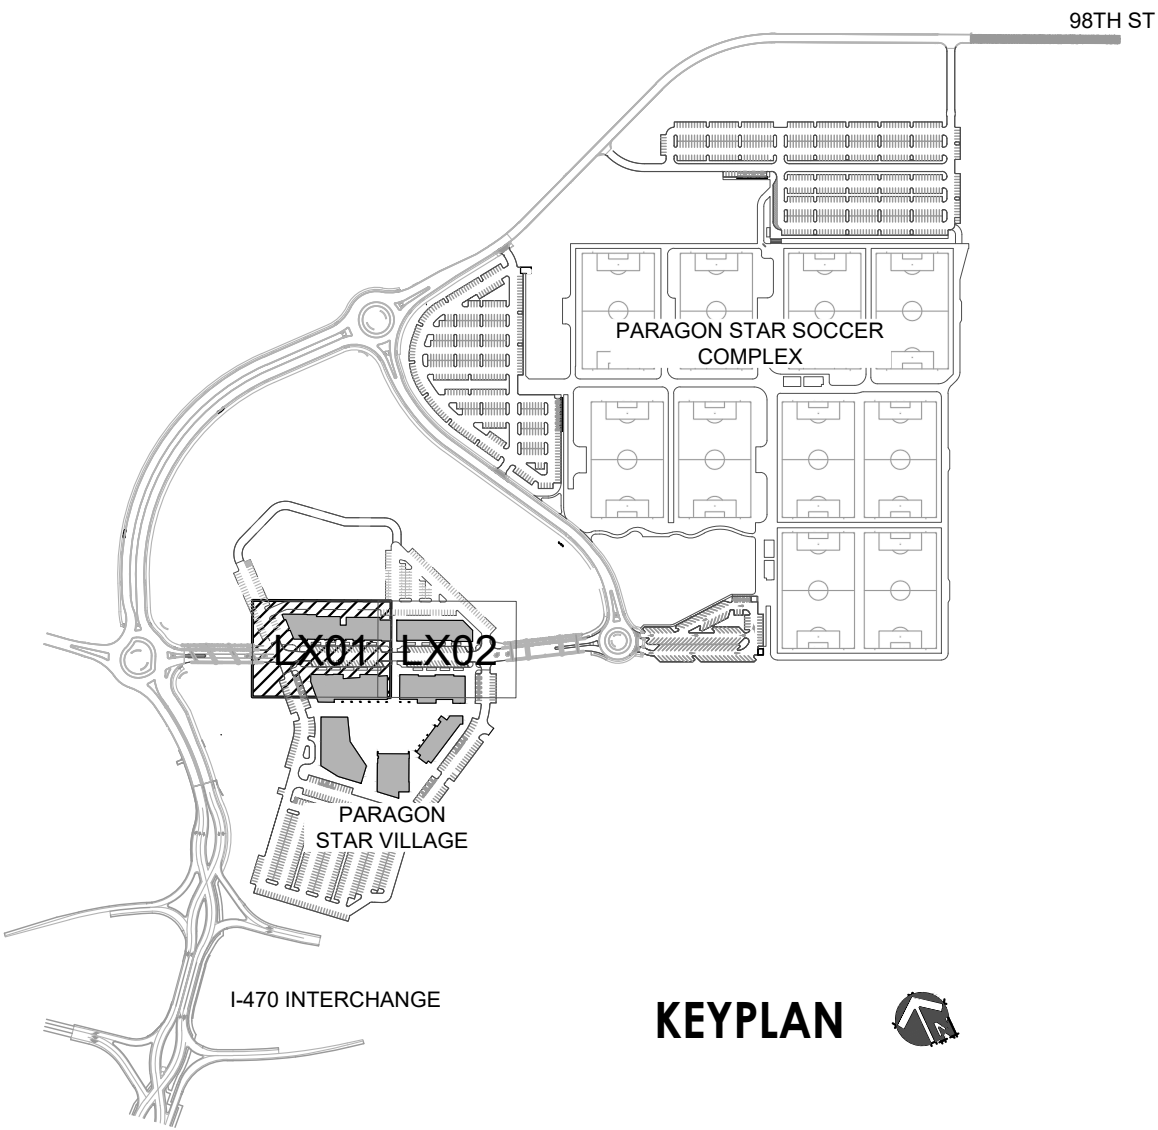 98TH ST
PARAGON STAR SOCCER
COMPLEX
LX01
LX02
PARAGON
STAR VILLAGE
I-470 INTERCHANGE
KEYPLAN